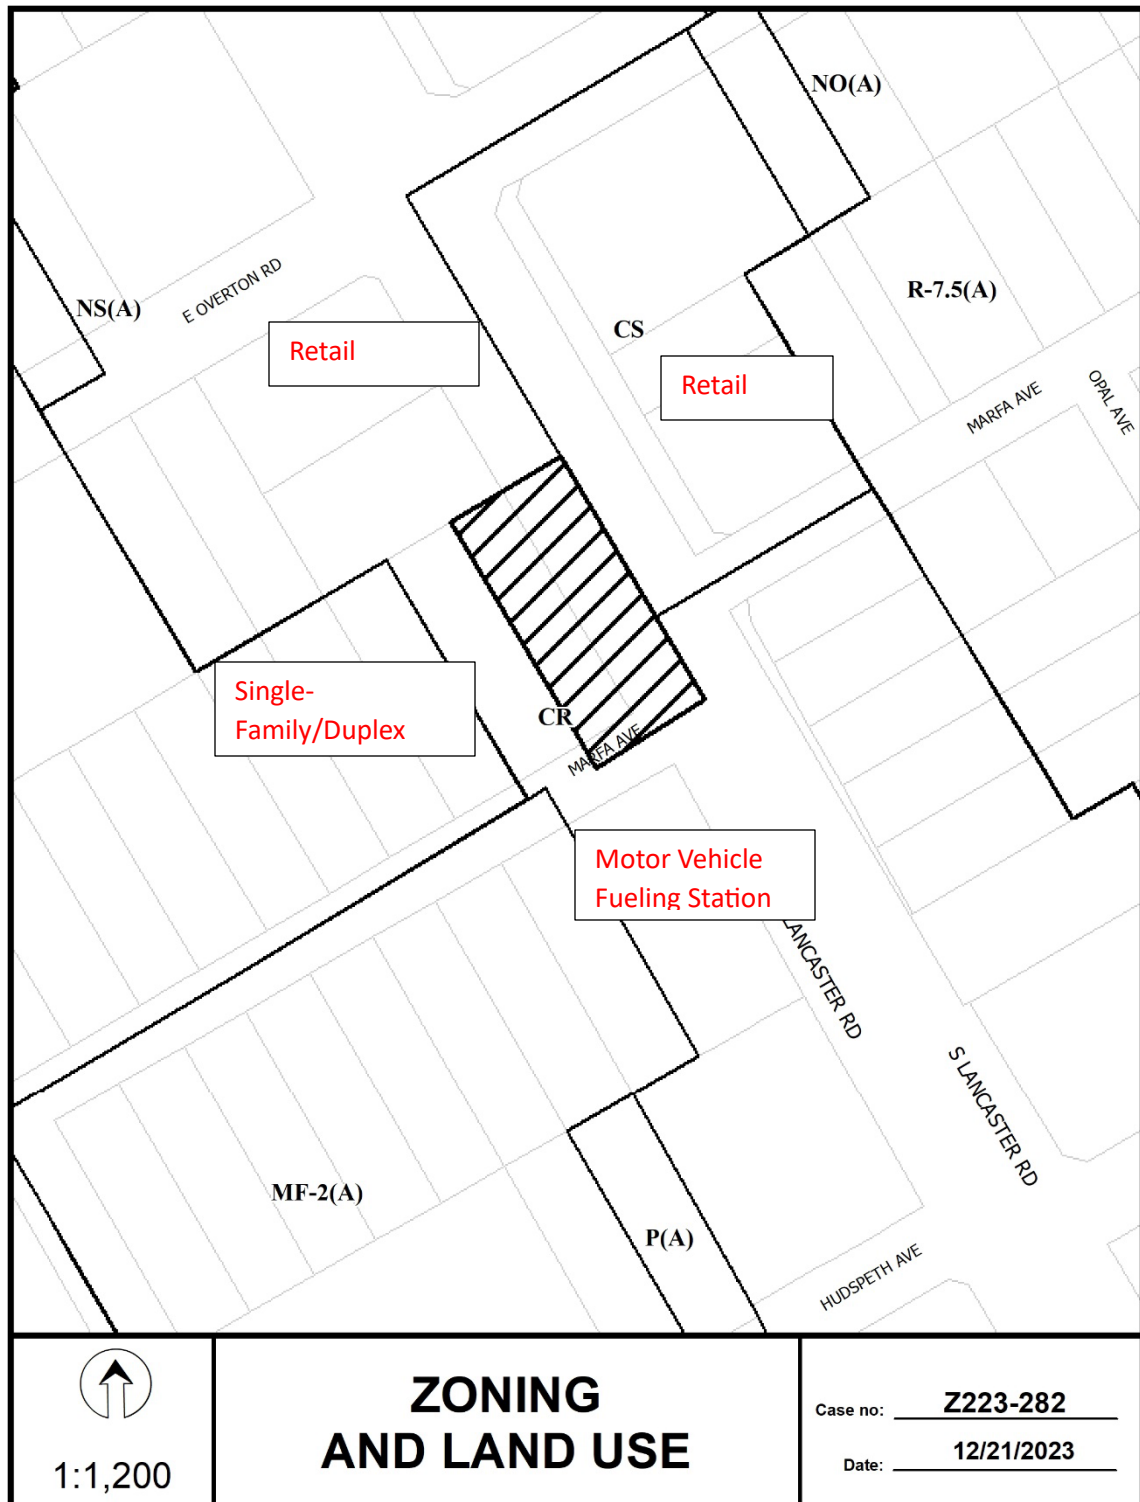 NO(A)
NS(A)
E OVERTON RD
R-7.5(A)
CS
Retail
Retail
MARFA AVE
OPAL AVE
Single-
Family/Duplex
CR
MARFA AVE
Motor Vehicle
Fueling Station
LANCASTER RD
S LANCASTER RD
MF-2(A)
P(A)
HUDSPETH AVE
1:1,200
ZONING
AND LAND USE
Case no: Z223-282
Date: 12/21/2023